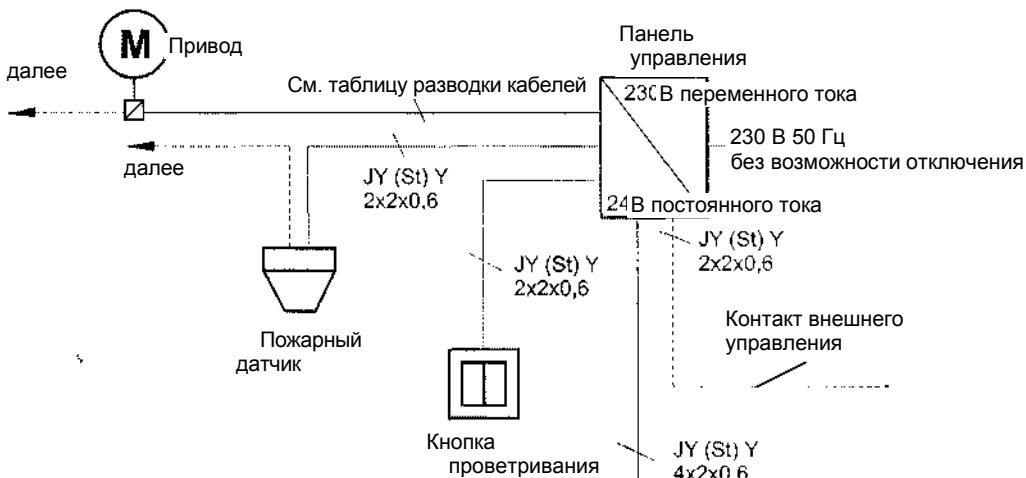 M
Привод
далее
Панель
управления
См. таблицу разводки кабелей
230 В переменного тока
230 В 50 Гц
без возможности отключения
далее
JY (St) Y
2x2x0,6
24 В постоянного тока
JY (St) Y
2x2x0,6
JY (St) Y
2x2x0,6
Контакт внешнего
управления
Пожарный
датчик
Кнопка
проветривания
JY (St) Y
4x2x0,6